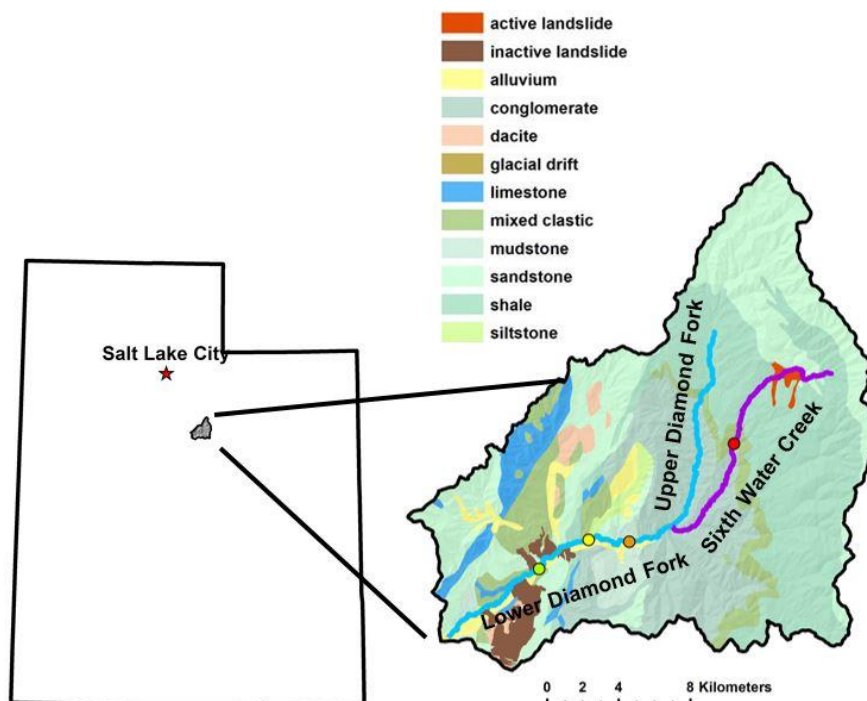 active landslide
inactive landslide
alluvium
conglomerate
dacite
glacial drift
limestone
mixed clastic
mudstone
sandstone
shale
siltstone
Salt Lake City
Upper Diamond Fork
Sixth Water Creek
Lower Diamond Fork
0 2 4 8 Kilometers